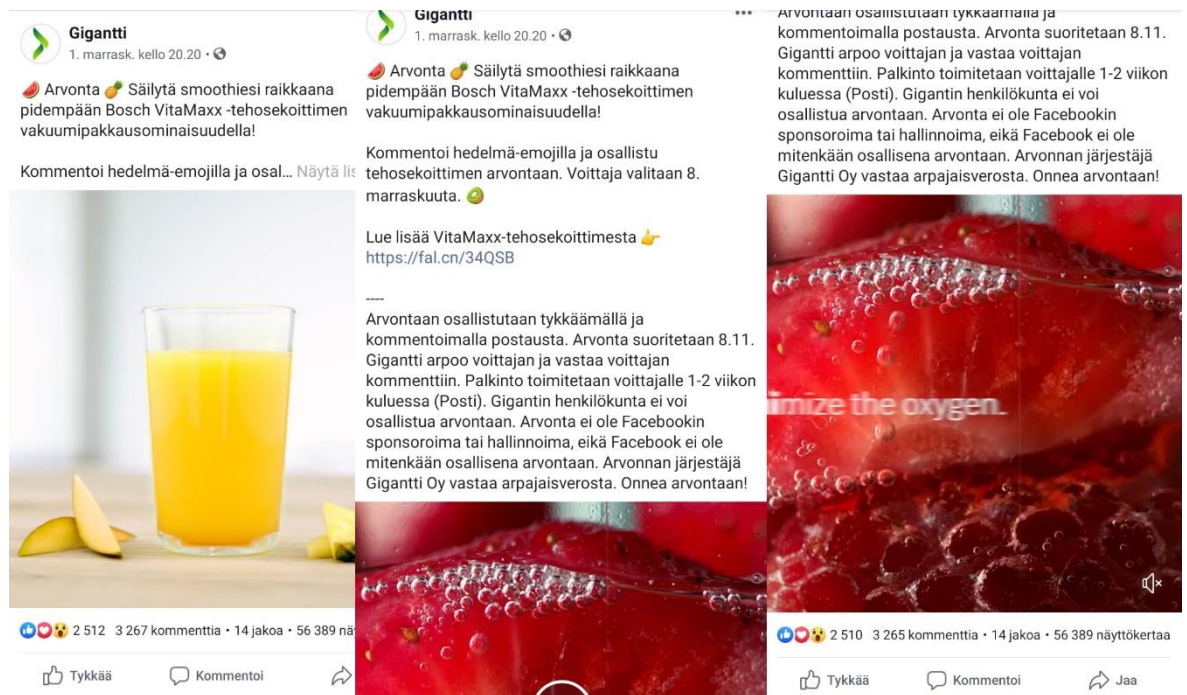 Gigantti
1. marrask. kello 20.20 •
🍉 Arvonta 🍍 Säilytä smoothiesi raikkaana
pidempään Bosch VitaMaxx -tehosekoittimen
vakuumipakkausominaisuudella!
Kommentoi hedelmä-emojilla ja osal... Näytä lis
2 512 3 267 kommenttia • 14 jakoa • 56 389 näy
Tykkää Kommentoi
Gigantti
1. marrask. kello 20.20 •
🍉 Arvonta 🍍 Säilytä smoothiesi raikkaana
pidempään Bosch VitaMaxx -tehosekoittimen
vakuumipakkausominaisuudella!
Kommentoi hedelmä-emojilla ja osallistu
tehosekoittimen arvontaan. Voittaja valitaan 8.
marraskuuta. 🥝
Lue lisää VitaMaxx-tehosekoittimesta 👉
https://fal.cn/34QSB
----
Arvontaan osallistutaan tykkäämällä ja
kommentoimalla postausta. Arvonta suoritetaan 8.11.
Gigantti arpoo voittajan ja vastaa voittajan
kommenttiin. Palkinto toimitetaan voittajalle 1-2 viikon
kuluessa (Posti). Gigantin henkilökunta ei voi
osallistua arvontaan. Arvonta ei ole Facebookin
sponsoroima tai hallinnoima, eikä Facebook ei ole
mitenkään osallisena arvontaan. Arvonnan järjestäjä
Gigantti Oy vastaa arpajaisverosta. Onnea arvontaan!
Arvontaan osallistutaan tykkäämällä ja
kommentoimalla postausta. Arvonta suoritetaan 8.11.
Gigantti arpoo voittajan ja vastaa voittajan
kommenttiin. Palkinto toimitetaan voittajalle 1-2 viikon
kuluessa (Posti). Gigantin henkilökunta ei voi
osallistua arvontaan. Arvonta ei ole Facebookin
sponsoroima tai hallinnoima, eikä Facebook ei ole
mitenkään osallisena arvontaan. Arvonnan järjestäjä
Gigantti Oy vastaa arpajaisverosta. Onnea arvontaan!
imize the oxygen.
2 510 3 265 kommenttia • 14 jakoa • 56 389 näyttökertaa
Tykkää Kommentoi Jaa